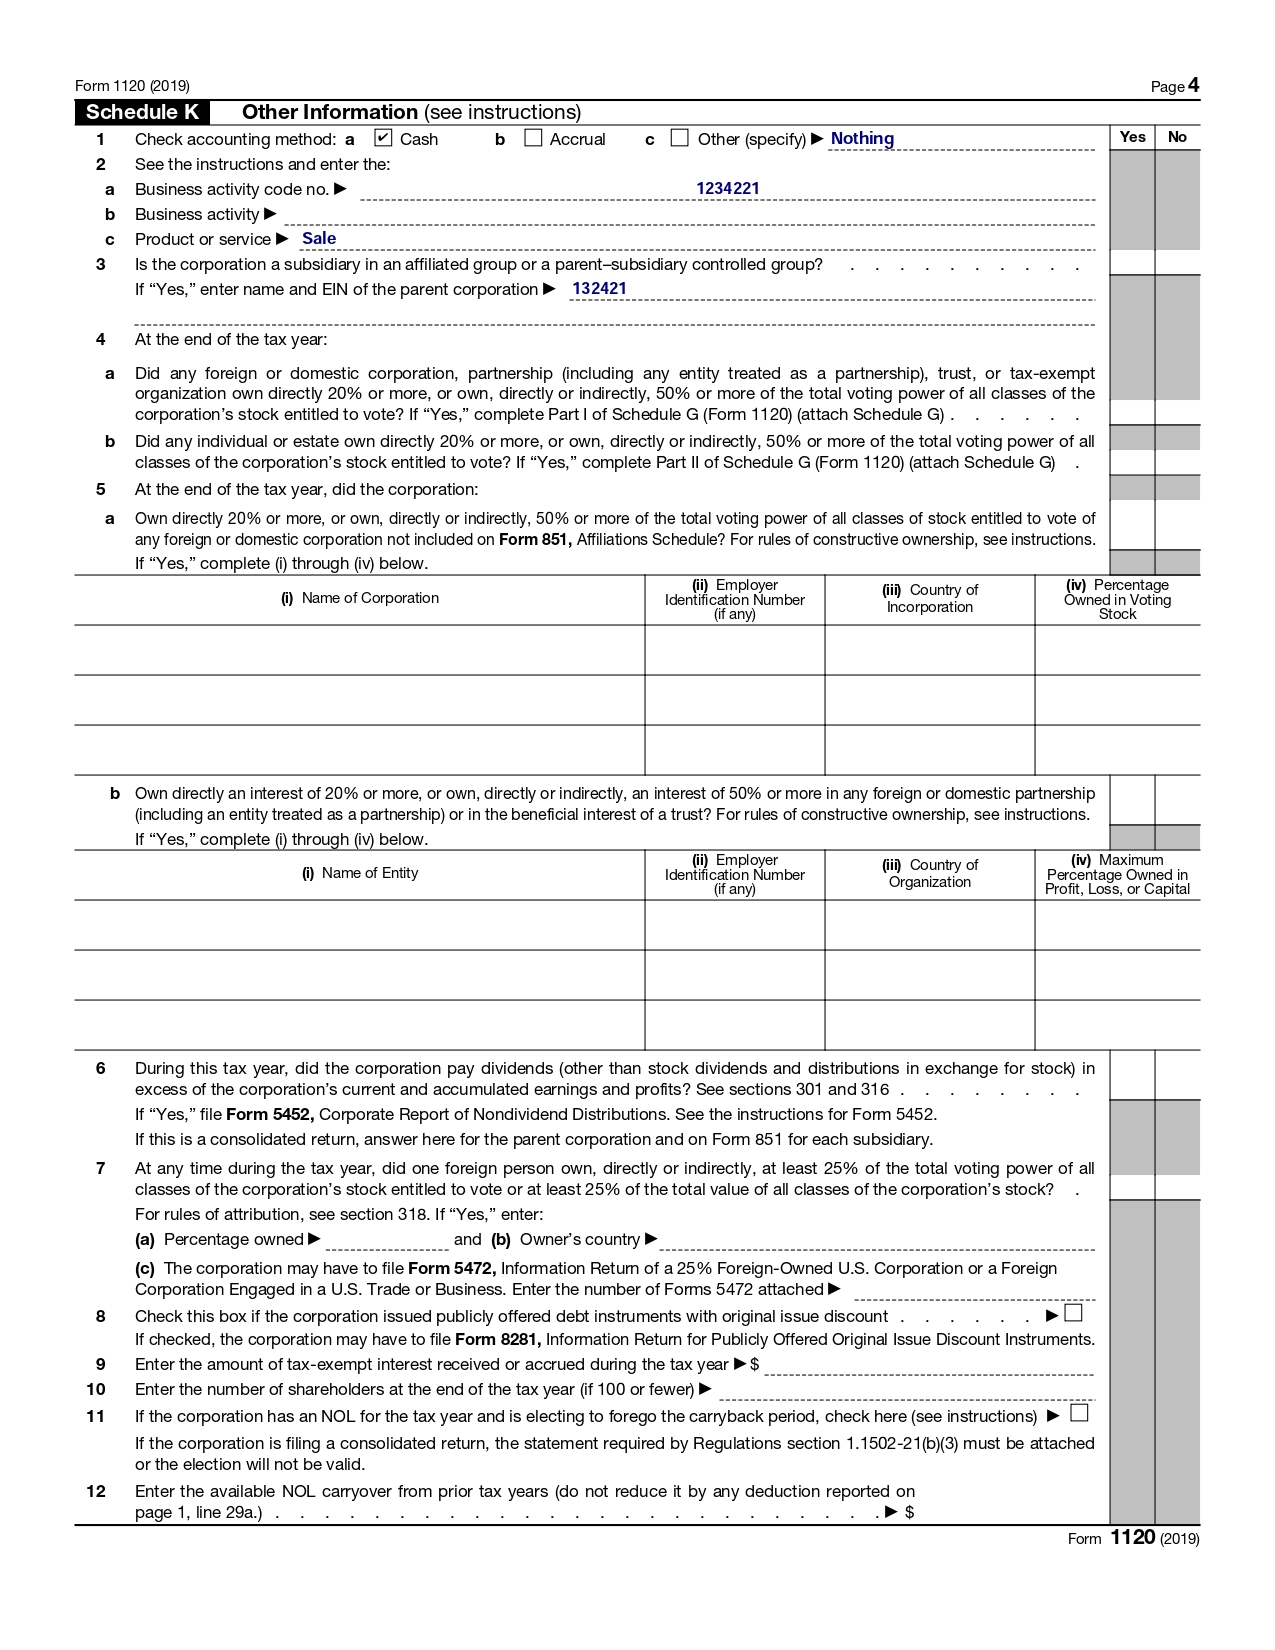 Form 1120 (2019) Page 4
Schedule K Other Information (see instructions)
1 Check accounting method: a ✔ Cash b Accrual c Other (specify) ▶ Nothing Yes No
2 See the instructions and enter the:
a Business activity code no. ▶ 1234221
b Business activity ▶
c Product or service ▶ Sale
3 Is the corporation a subsidiary in an affiliated group or a parent–subsidiary controlled group? . . . . . . . . . .
If “Yes,” enter name and EIN of the parent corporation ▶ 132421
4 At the end of the tax year:
a Did any foreign or domestic corporation, partnership (including any entity treated as a partnership), trust, or tax-exempt
organization own directly 20% or more, or own, directly or indirectly, 50% or more of the total voting power of all classes of the
corporation’s stock entitled to vote? If “Yes,” complete Part I of Schedule G (Form 1120) (attach Schedule G) . . . . . .
b Did any individual or estate own directly 20% or more, or own, directly or indirectly, 50% or more of the total voting power of all
classes of the corporation’s stock entitled to vote? If “Yes,” complete Part II of Schedule G (Form 1120) (attach Schedule G) .
5 At the end of the tax year, did the corporation:
a Own directly 20% or more, or own, directly or indirectly, 50% or more of the total voting power of all classes of stock entitled to vote of
any foreign or domestic corporation not included on Form 851, Affiliations Schedule? For rules of constructive ownership, see instructions.
If “Yes,” complete (i) through (iv) below.
(i) Name of Corporation
(ii) Employer
Identification Number
(if any)
(iii) Country of
Incorporation
(iv) Percentage
Owned in Voting
Stock
b Own directly an interest of 20% or more, or own, directly or indirectly, an interest of 50% or more in any foreign or domestic partnership
(including an entity treated as a partnership) or in the beneficial interest of a trust? For rules of constructive ownership, see instructions.
If “Yes,” complete (i) through (iv) below.
(i) Name of Entity
(ii) Employer
Identification Number
(if any)
(iii) Country of
Organization
(iv) Maximum
Percentage Owned in
Profit, Loss, or Capital
6 During this tax year, did the corporation pay dividends (other than stock dividends and distributions in exchange for stock) in
excess of the corporation’s current and accumulated earnings and profits? See sections 301 and 316 . . . . . . . .
If “Yes,” file Form 5452, Corporate Report of Nondividend Distributions. See the instructions for Form 5452.
If this is a consolidated return, answer here for the parent corporation and on Form 851 for each subsidiary.
7 At any time during the tax year, did one foreign person own, directly or indirectly, at least 25% of the total voting power of all
classes of the corporation’s stock entitled to vote or at least 25% of the total value of all classes of the corporation’s stock? .
For rules of attribution, see section 318. If “Yes,” enter:
(a) Percentage owned ▶ and (b) Owner’s country ▶
(c) The corporation may have to file Form 5472, Information Return of a 25% Foreign-Owned U.S. Corporation or a Foreign
Corporation Engaged in a U.S. Trade or Business. Enter the number of Forms 5472 attached ▶
8 Check this box if the corporation issued publicly offered debt instruments with original issue discount . . . . . . ▶
If checked, the corporation may have to file Form 8281, Information Return for Publicly Offered Original Issue Discount Instruments.
9 Enter the amount of tax-exempt interest received or accrued during the tax year ▶ $
10 Enter the number of shareholders at the end of the tax year (if 100 or fewer) ▶
11 If the corporation has an NOL for the tax year and is electing to forego the carryback period, check here (see instructions) ▶
If the corporation is filing a consolidated return, the statement required by Regulations section 1.1502-21(b)(3) must be attached
or the election will not be valid.
12 Enter the available NOL carryover from prior tax years (do not reduce it by any deduction reported on
page 1, line 29a.) . . . . . . . . . . . . . . . . . . . . . . . . . ▶ $
Form 1120 (2019)